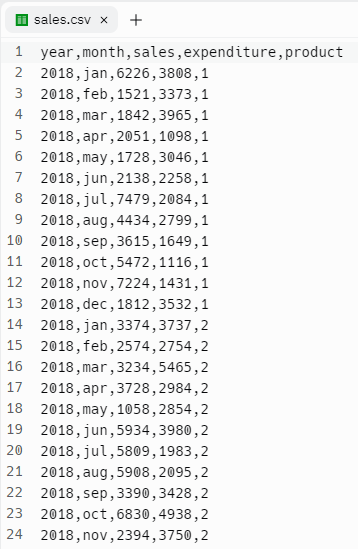 sales.csv × +
1 year,month,sales,expenditure,product
2 2018,jan,6226,3808,1
3 2018,feb,1521,3373,1
4 2018,mar,1842,3965,1
5 2018,apr,2051,1098,1
6 2018,may,1728,3046,1
7 2018,jun,2138,2258,1
8 2018,jul,7479,2084,1
9 2018,aug,4434,2799,1
10 2018,sep,3615,1649,1
11 2018,oct,5472,1116,1
12 2018,nov,7224,1431,1
13 2018,dec,1812,3532,1
14 2018,jan,3374,3737,2
15 2018,feb,2574,2754,2
16 2018,mar,3234,5465,2
17 2018,apr,3728,2984,2
18 2018,may,1058,2854,2
19 2018,jun,5934,3980,2
20 2018,jul,5809,1983,2
21 2018,aug,5908,2095,2
22 2018,sep,3390,3428,2
23 2018,oct,6830,4938,2
24 2018,nov,2394,3750,2